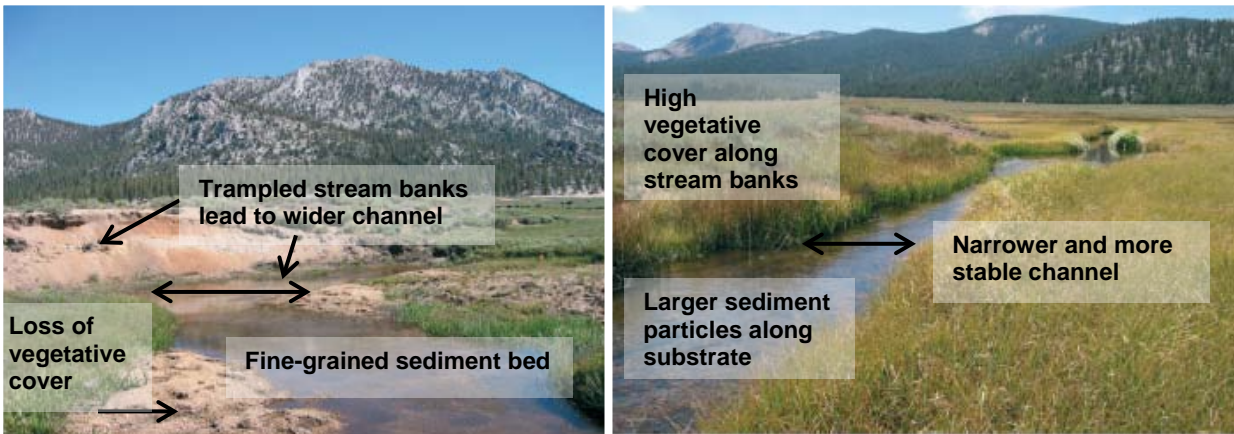 Trampled stream banks
lead to wider channel
Loss of
vegetative
cover
Fine-grained sediment bed
High
vegetative
cover along
stream banks
Narrower and more
stable channel
Larger sediment
particles along
substrate